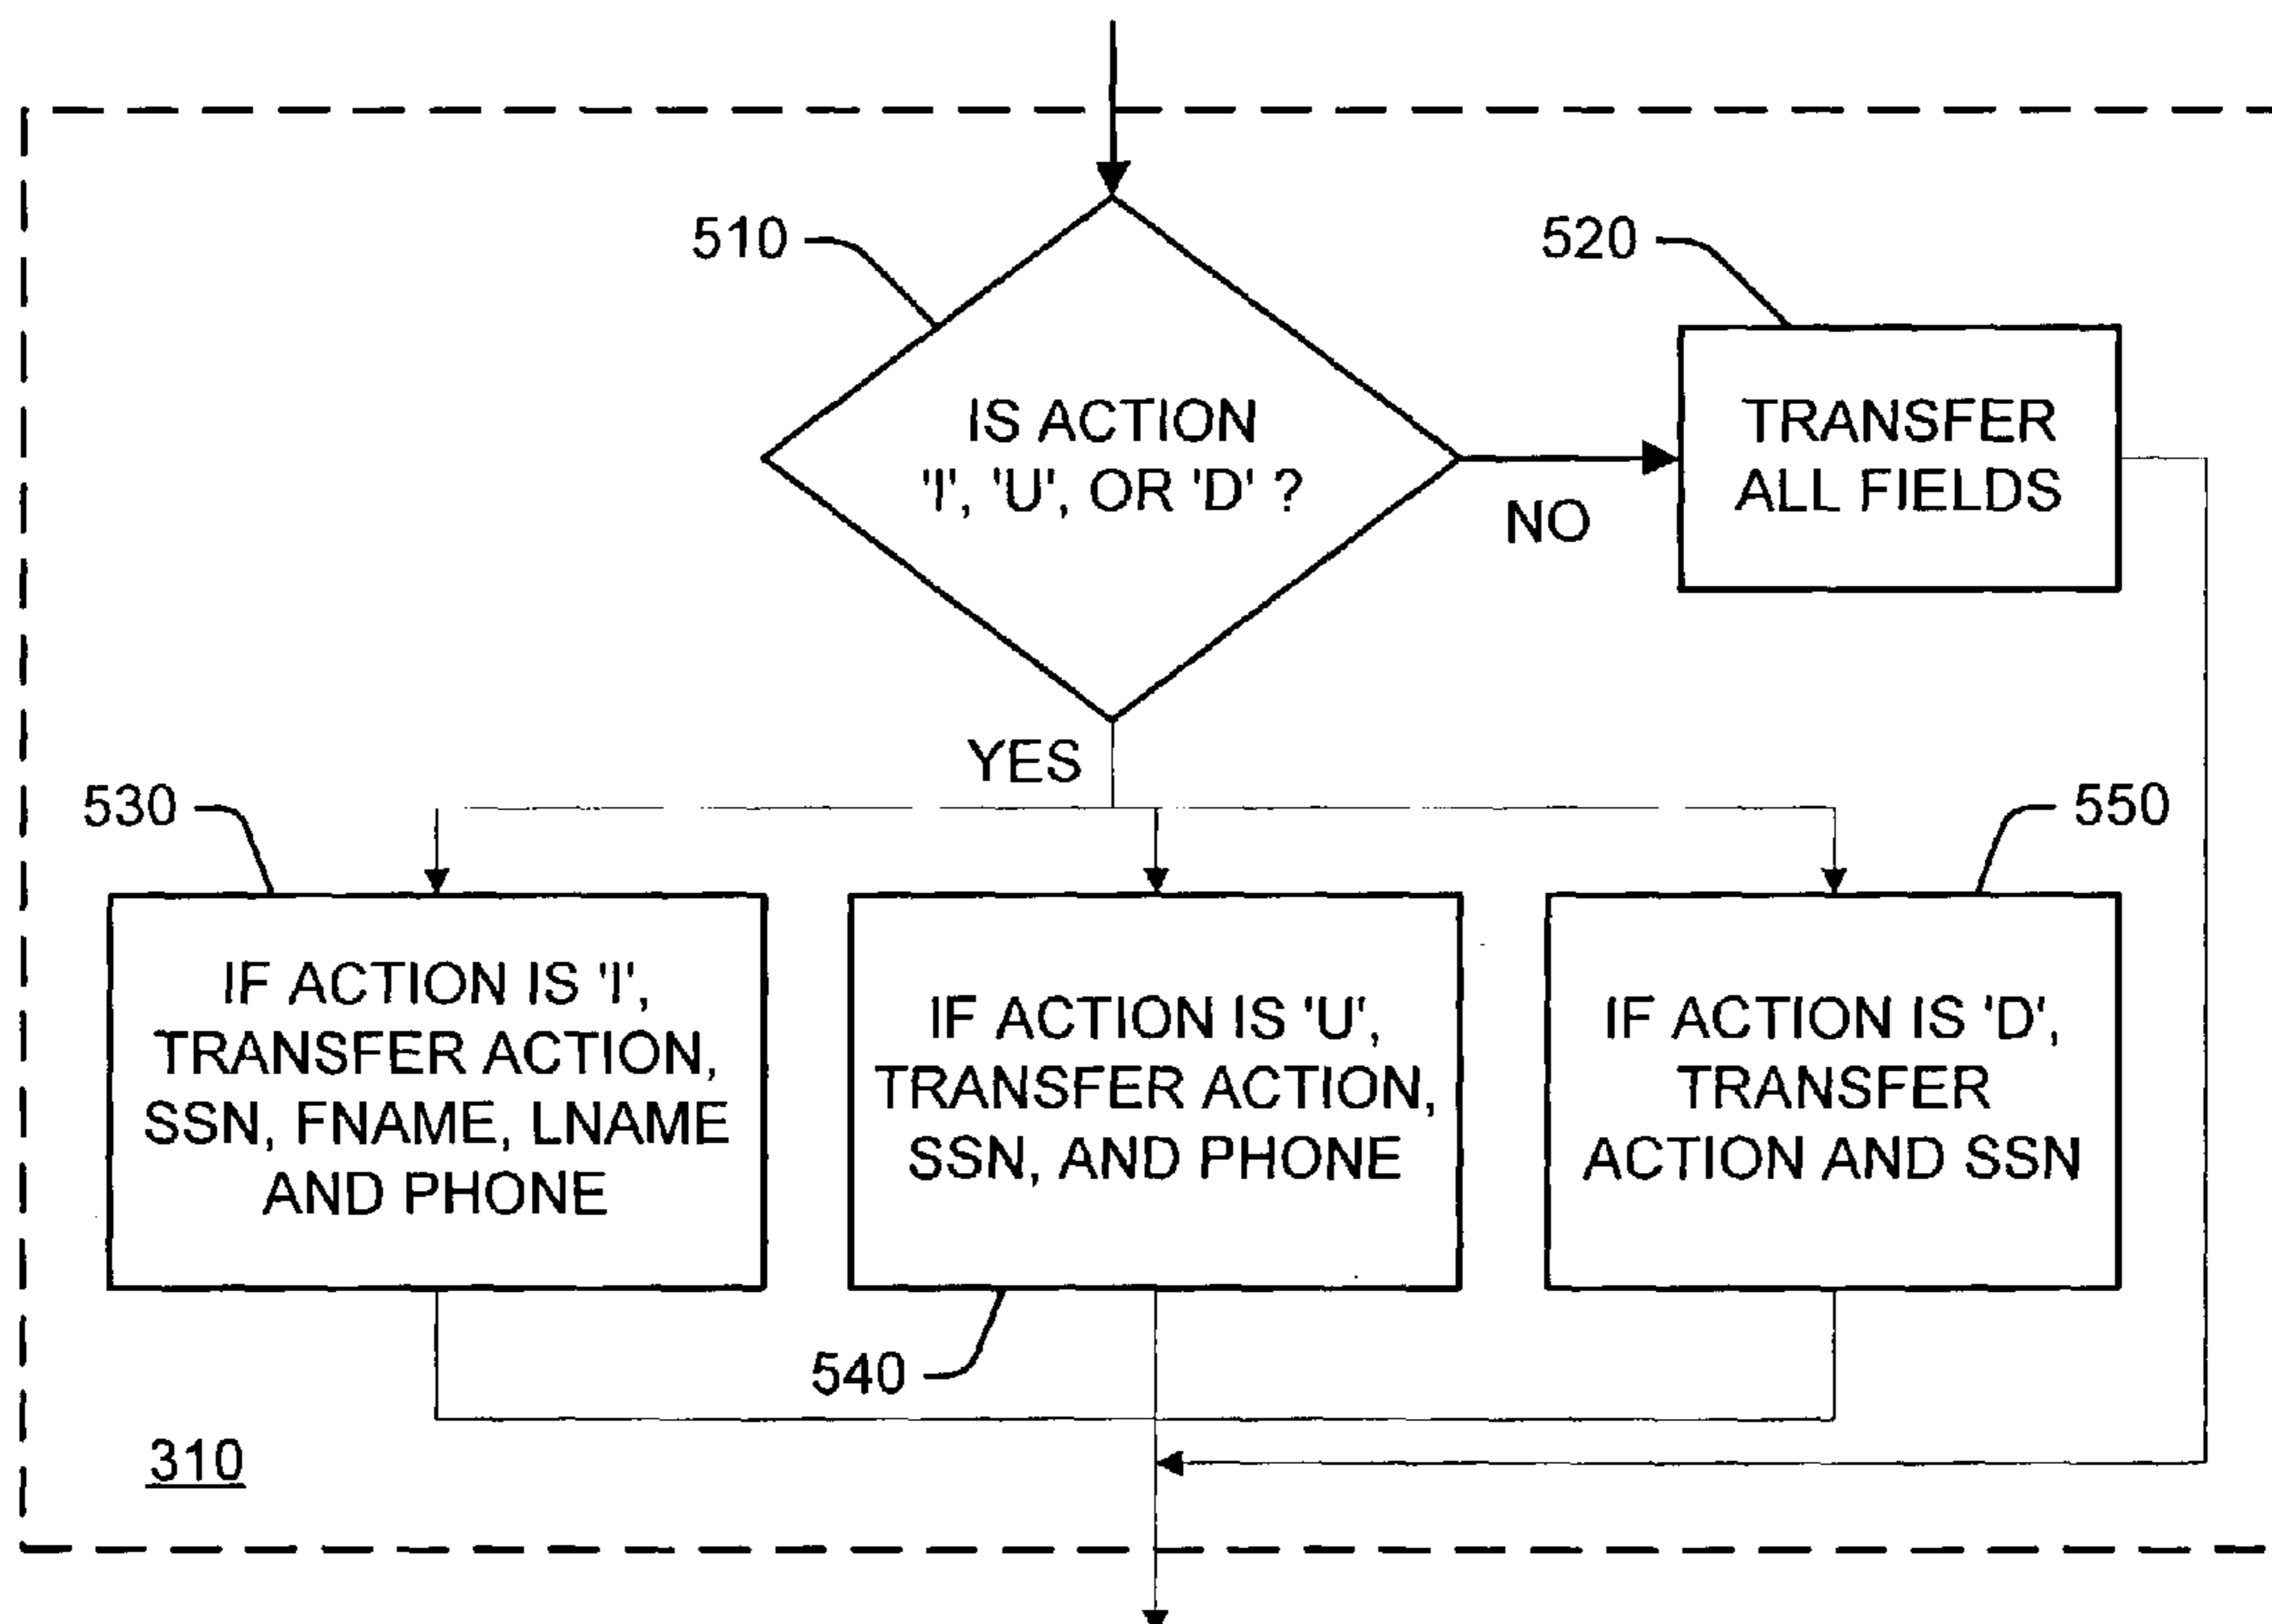 510
520
IS ACTION
'I', 'U', OR 'D' ?
TRANSFER
ALL FIELDS
NO
YES
530
550
IF ACTION IS 'I',
TRANSFER ACTION,
SSN, FNAME, LNAME
AND PHONE
IF ACTION IS 'U',
TRANSFER ACTION,
SSN, AND PHONE
IF ACTION IS 'D',
TRANSFER
ACTION AND SSN
540
310